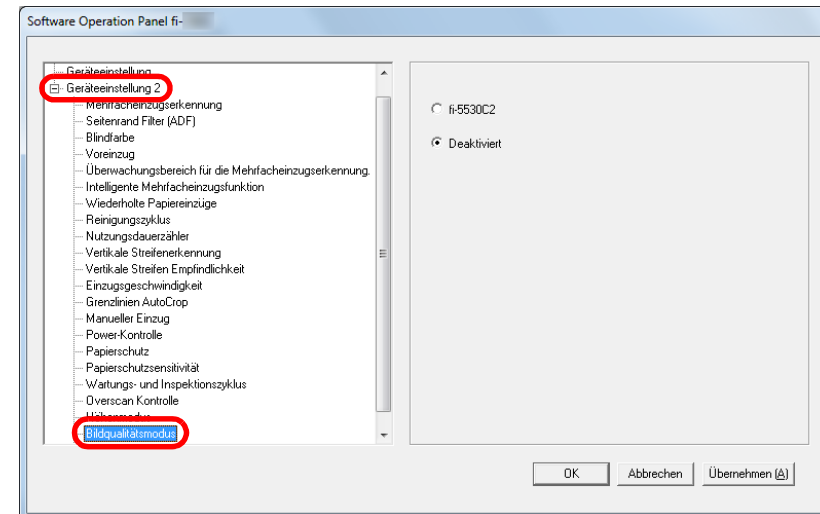 Software Operation Panel fi-
Geräteeinstellung
Geräteeinstellung 2
Mehrfacheinzugserkennung
Seitenrand Filter (ADF)
Blindfarbe
Voreinzug
Überwachungsbereich für die Mehrfacheinzugserkennung.
Intelligente Mehrfacheinzugsfunktion
Wiederholte Papiereinzüge
Reinigungszyklus
Nutzungsdauerzähler
Vertikale Streifenerkennung
Vertikale Streifen Empfindlichkeit
Einzugsgeschwindigkeit
Grenzlinien AutoCrop
Manueller Einzug
Power-Kontrolle
Papierschutz
Papierschutzsensitivität
Wartungs- und Inspektionszyklus
Overscan Kontrolle
Höhenmodus
Bildqualitätsmodus
fi-5530C2
Deaktiviert
OK
Abbrechen
Übernehmen (A)